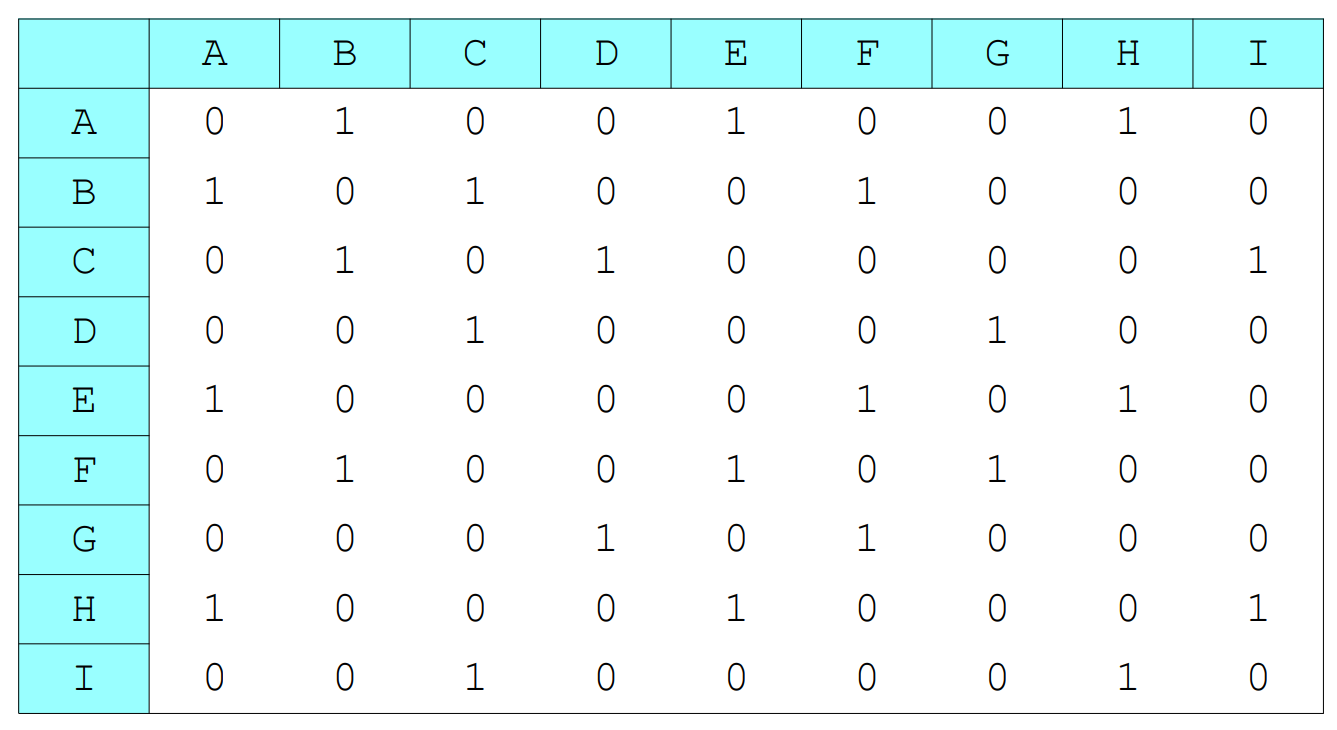 A B C D E F G H I
A 0 1 0 0 1 0 0 1 0
B 1 0 1 0 0 1 0 0 0
C 0 1 0 1 0 0 0 0 1
D 0 0 1 0 0 0 1 0 0
E 1 0 0 0 0 1 0 1 0
F 0 1 0 0 1 0 1 0 0
G 0 0 0 1 0 1 0 0 0
H 1 0 0 0 1 0 0 0 1
I 0 0 1 0 0 0 0 1 0